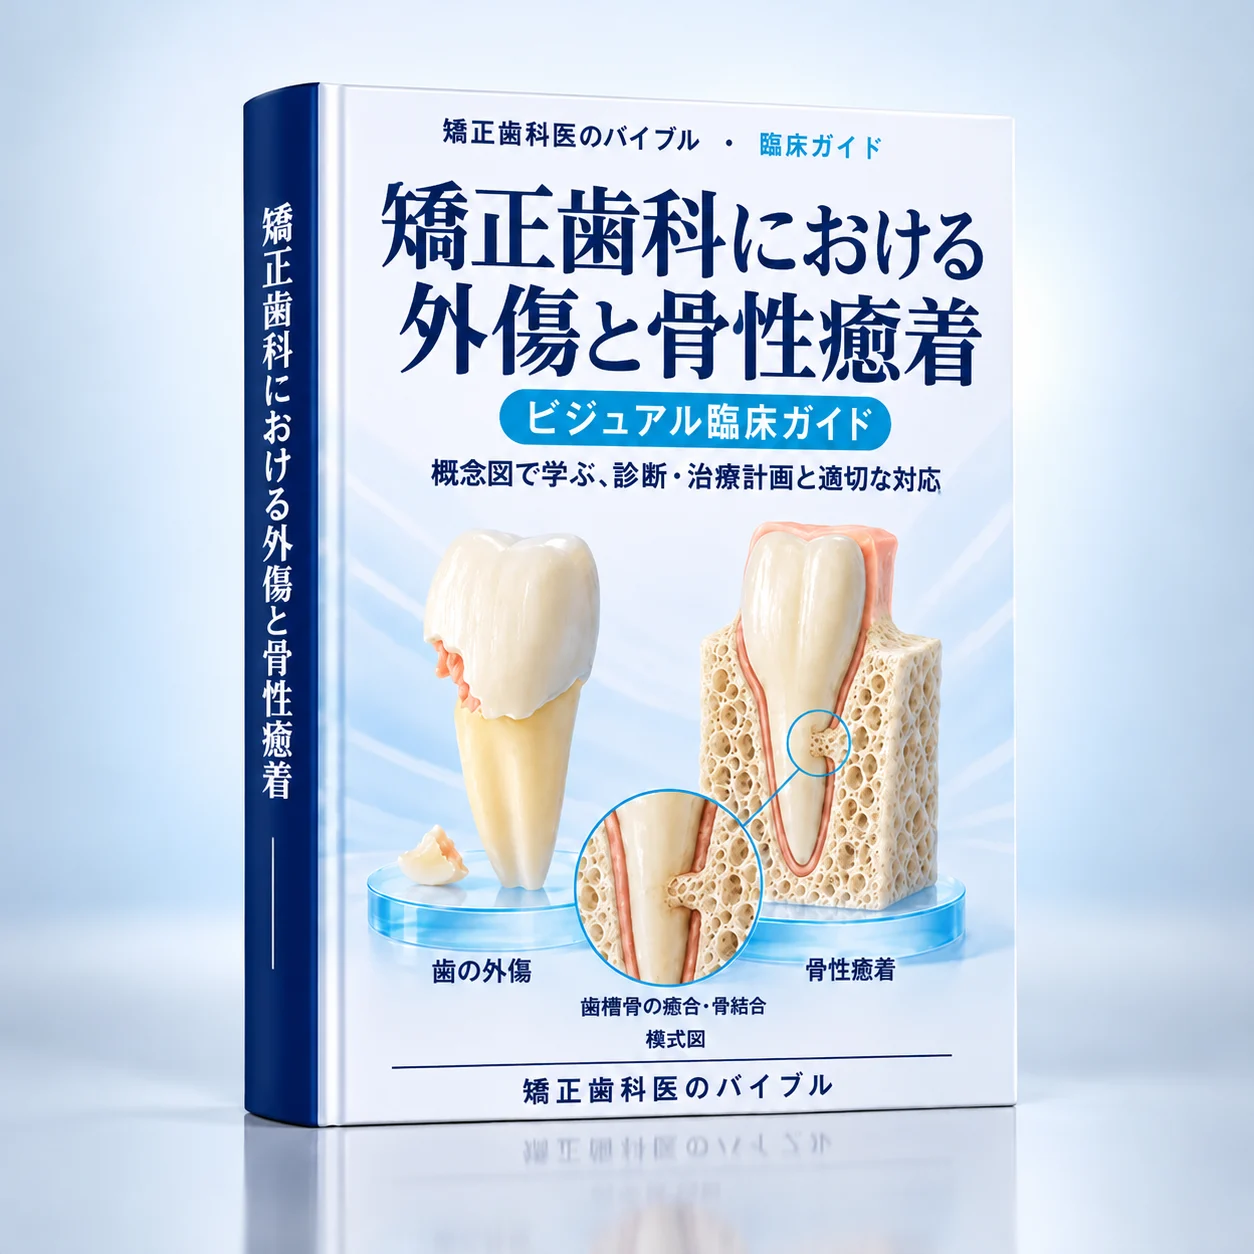 矯正歯科における外傷と骨性癒着
矯正歯科医のバイブル ・ 臨床ガイド
矯正歯科における
外傷と骨性癒着
ビジュアル臨床ガイド
概念図で学ぶ、診断・治療計画と適切な対応
歯の外傷
骨性癒着
歯槽骨の癒合・骨結合
模式図
矯正歯科医のバイブル